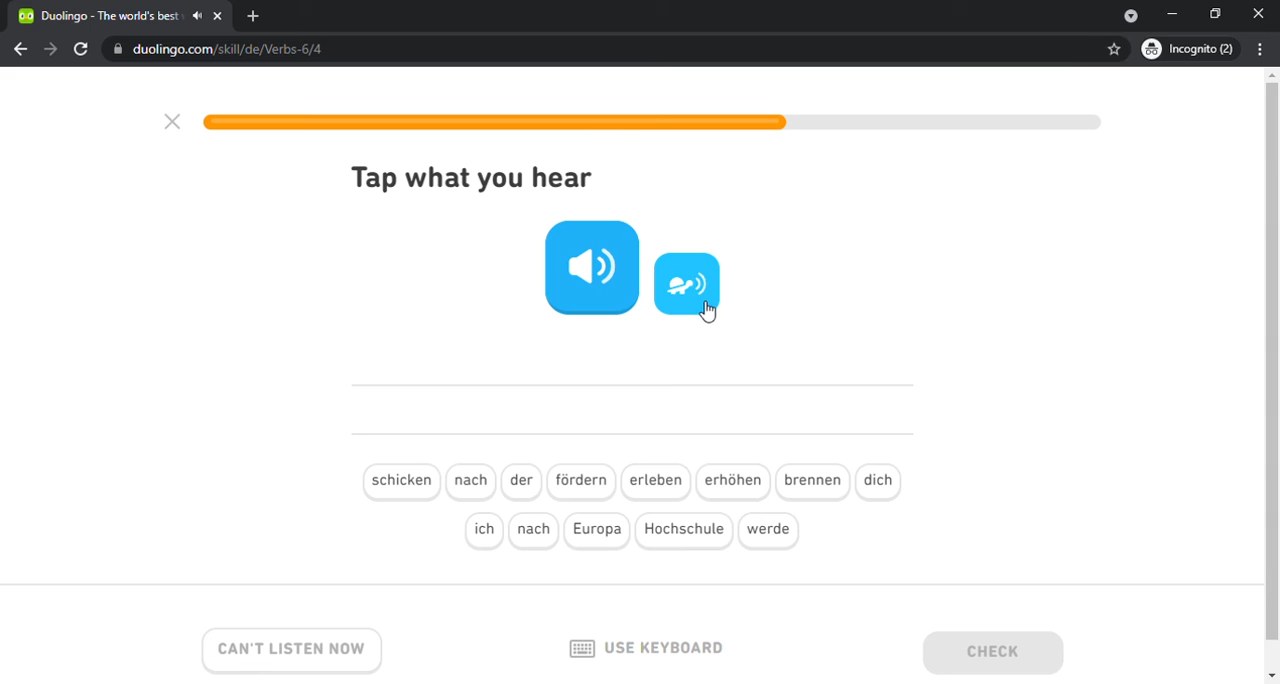 Duolingo - The world's best
duolingo.com/skill/de/Verbs-6/4
Incognito (2)
Tap what you hear
schicken nach der fördern erleben erhöhen brennen dich
ich nach Europa Hochschule werde
CAN'T LISTEN NOW
USE KEYBOARD
CHECK